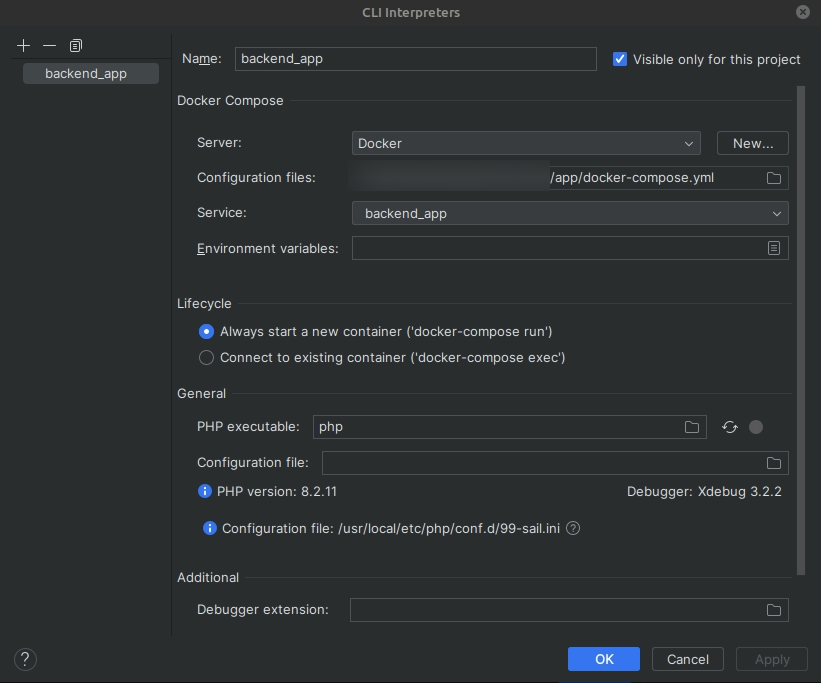 CLI Interpreters
backend_app
Name: backend_app Visible only for this project
Docker Compose
Server: Docker New...
Configuration files: /app/docker-compose.yml
Service: backend_app
Environment variables:
Lifecycle
Always start a new container ('docker-compose run')
Connect to existing container ('docker-compose exec')
General
PHP executable: php
Configuration file:
PHP version: 8.2.11 Debugger: Xdebug 3.2.2
Configuration file: /usr/local/etc/php/conf.d/99-sail.ini ?
Additional
Debugger extension:
? OK Cancel Apply